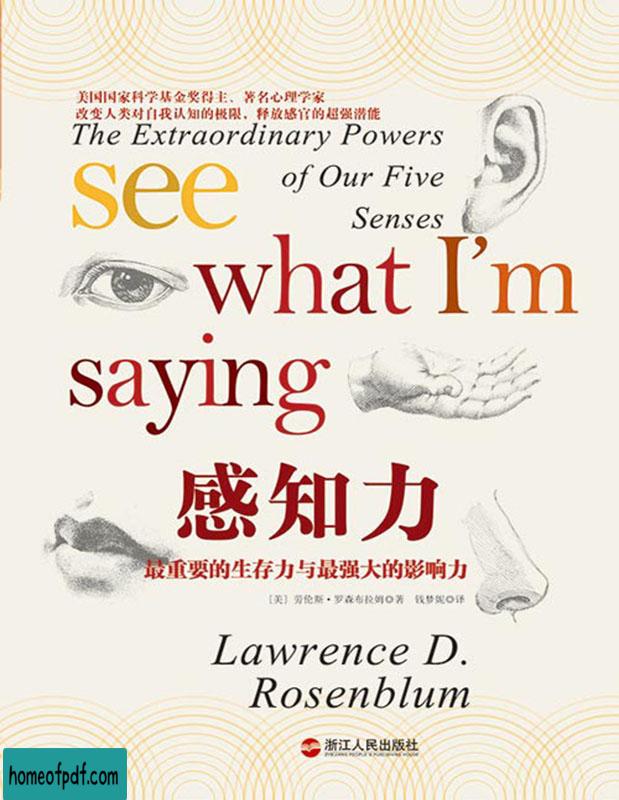 美国国家科学基金奖得主、著名心理学家
改变人类对自我认知的极限，释放感官的超强潜能
The Extraordinary Powers
of Our Five
Senses
see
what I'm
saying
感知力
最重要的生存力与最强大的影响力
［美］劳伦斯·罗森布拉姆◎著 钱梦妮◎译
Lawrence D.
Rosenblum
浙江人民出版社
ZHEJIANG PEOPLE'S PUBLISHING HOUSE
homeofpdf.com